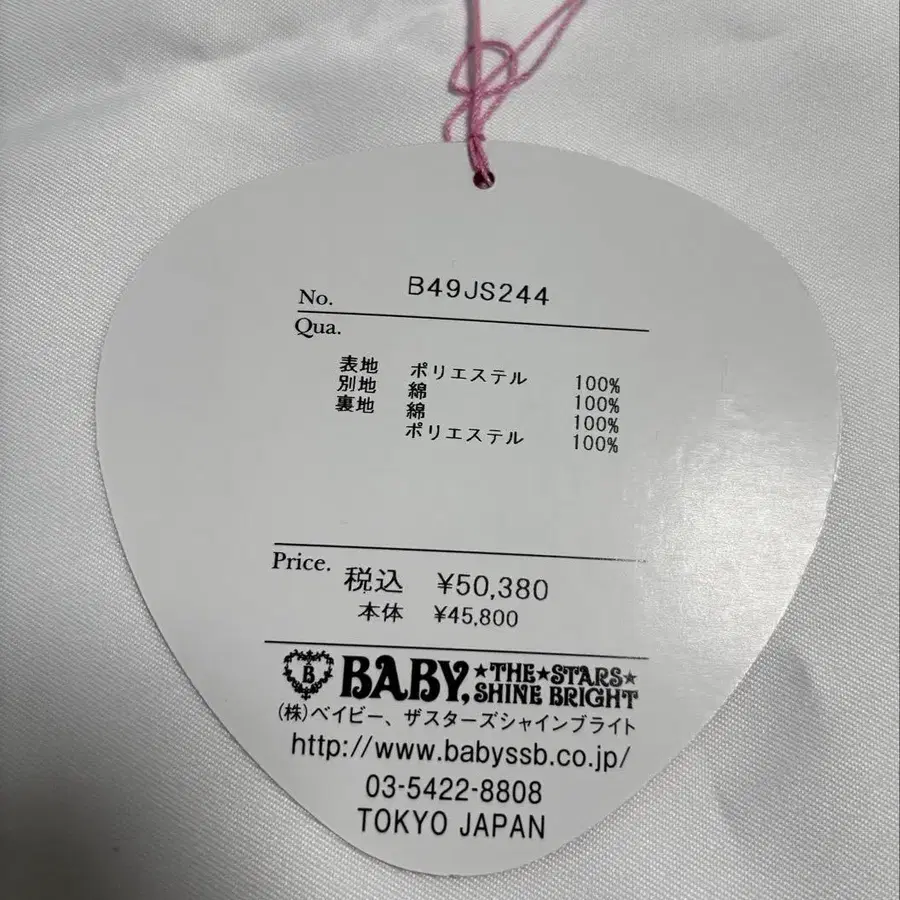 No. B49JS244
Qua.
表地 ポリエステル 100%
別地 綿 100%
裏地 綿 100%
ポリエステル 100%
Price. 税込 ¥50,380
本体 ¥45,800
B BABY, ★THE★STARS★
SHINE BRIGHT
(株)ベイビー、ザスターズシャインブライト
http://www.babyssb.co.jp/
03-5422-8808
TOKYO JAPAN